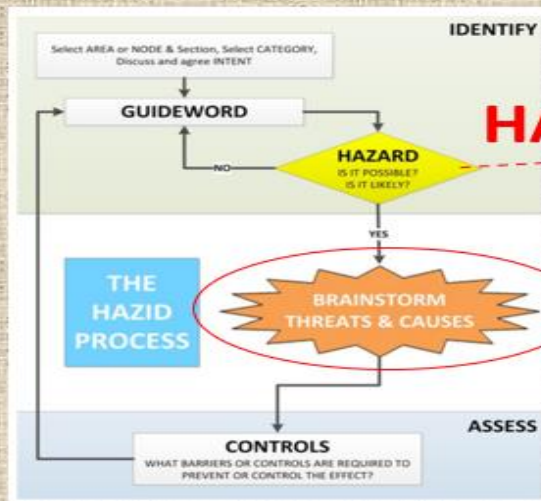 IDENTIFY
Select AREA or NODE & Section, Select CATEGORY,
Discuss and agree INTENT
GUIDEWORD
HA
HAZARD
IS IT POSSIBLE?
IS IT LIKELY?
NO
YES
THE
HAZID
PROCESS
BRAINSTORM
THREATS & CAUSES
ASSESS
CONTROLS
WHAT BARRIERS OR CONTROLS ARE REQUIRED TO
PREVENT OR CONTROL THE EFFECT?